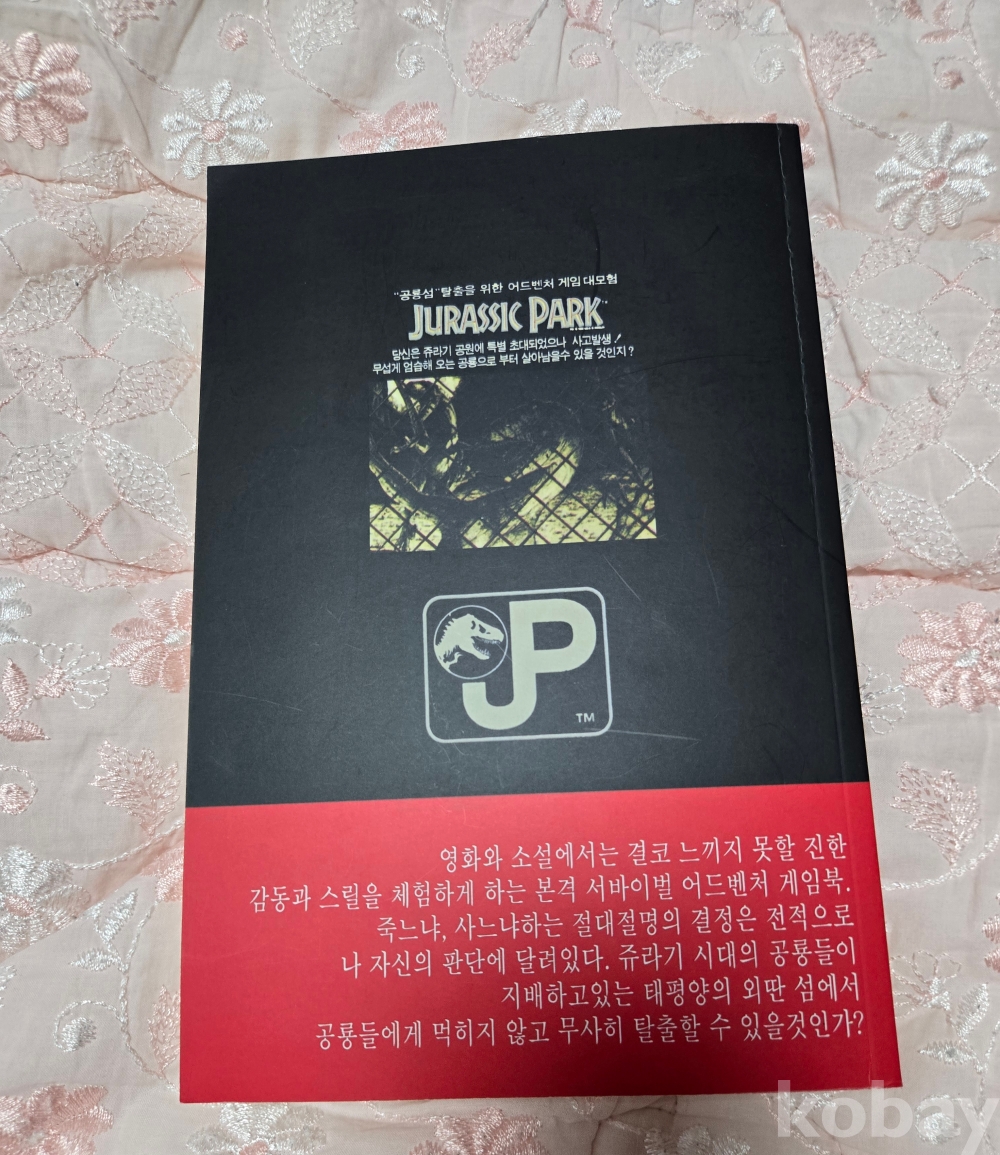 "공룡섬"탈출을 위한 어드벤처 게임 대모험
JURASSIC PARK™
당신은 쥬라기 공원에 특별 초대되었으나 사고발생!
무섭게 엄습해 오는 공룡으로 부터 살아남을수 있을 것인지?
JP
TM
영화와 소설에서는 결코 느끼지 못할 진한
감동과 스릴을 체험하게 하는 본격 서바이벌 어드벤처 게임북.
죽느냐, 사느냐하는 절대절명의 결정은 전적으로
나 자신의 판단에 달려있다. 쥬라기 시대의 공룡들이
지배하고있는 태평양의 외딴 섬에서
공룡들에게 먹히지 않고 무사히 탈출할 수 있을것인가?
kobay